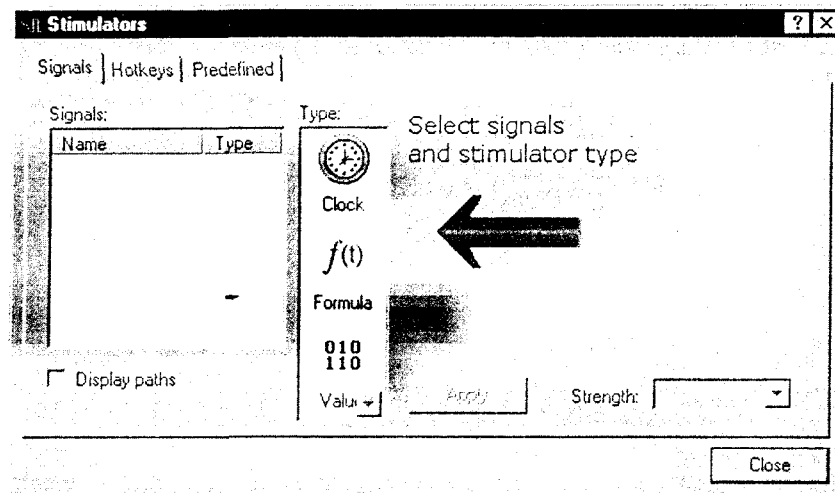 Stimulators
Signals Hotkeys Predefined
Signals:
Name Type
Display paths
Type:
Clock
f(t)
Formula
010
110
Select signals
and stimulator type
Apply
Strength:
Close